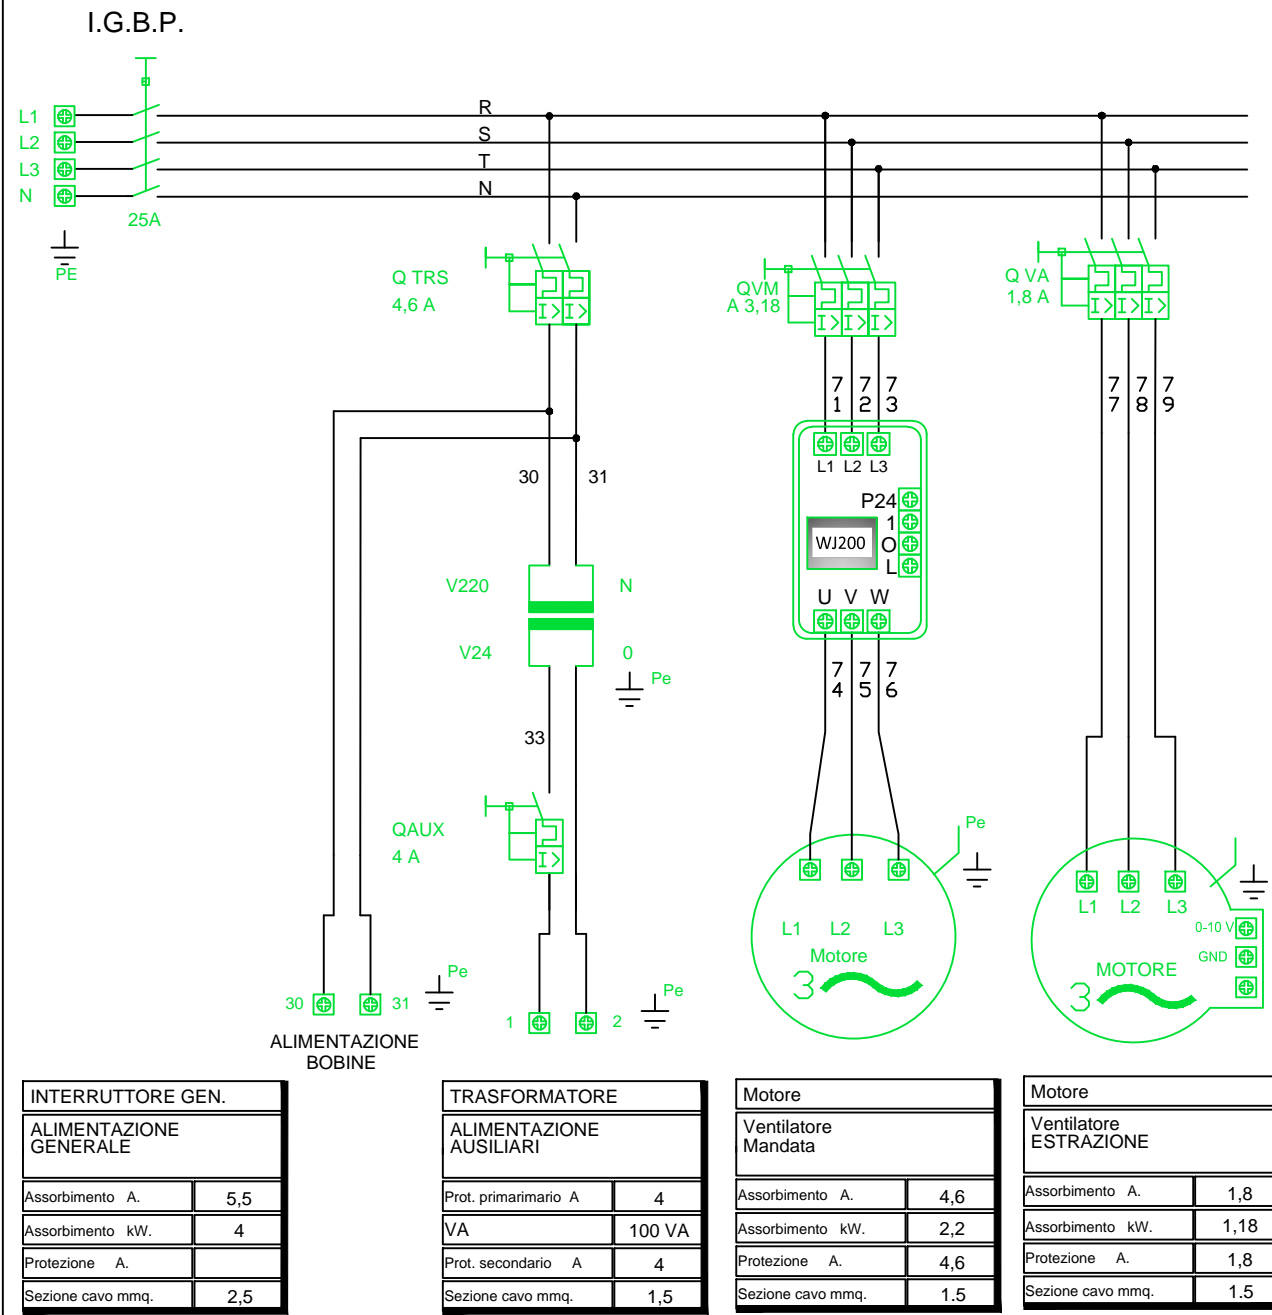 I.G.B.P.
L1
L2
L3
N
PE
25A
R
S
T
N
Q TRS
4,6 A
QVM
A 3,18
Q VA
1,8 A
7 7 7
1 2 3
7 7 7
7 8 9
L1 L2 L3
30
31
P24
1
O
L
WJ200
V220
N
U V W
V24
0
Pe
7 7 7
4 5 6
33
QAUX
4 A
Pe
L1 L2 L3
Motore
3
L1 L2 L3
0-10 V
GND
MOTORE
3
30
31
Pe
1
2
Pe
ALIMENTAZIONE
BOBINE
INTERRUTTORE GEN.
ALIMENTAZIONE
GENERALE
Assorbimento A. 5,5
Assorbimento kW. 4
Protezione A.
Sezione cavo mmq. 2,5
TRASFORMATORE
ALIMENTAZIONE
AUSILIARI
Prot. primarimario A 4
VA 100 VA
Prot. secondario A 4
Sezione cavo mmq. 1,5
Motore
Ventilatore
Mandata
Assorbimento A. 4,6
Assorbimento kW. 2,2
Protezione A. 4,6
Sezione cavo mmq. 1.5
Motore
Ventilatore
ESTRAZIONE
Assorbimento A. 1,8
Assorbimento kW. 1,18
Protezione A. 1,8
Sezione cavo mmq. 1.5